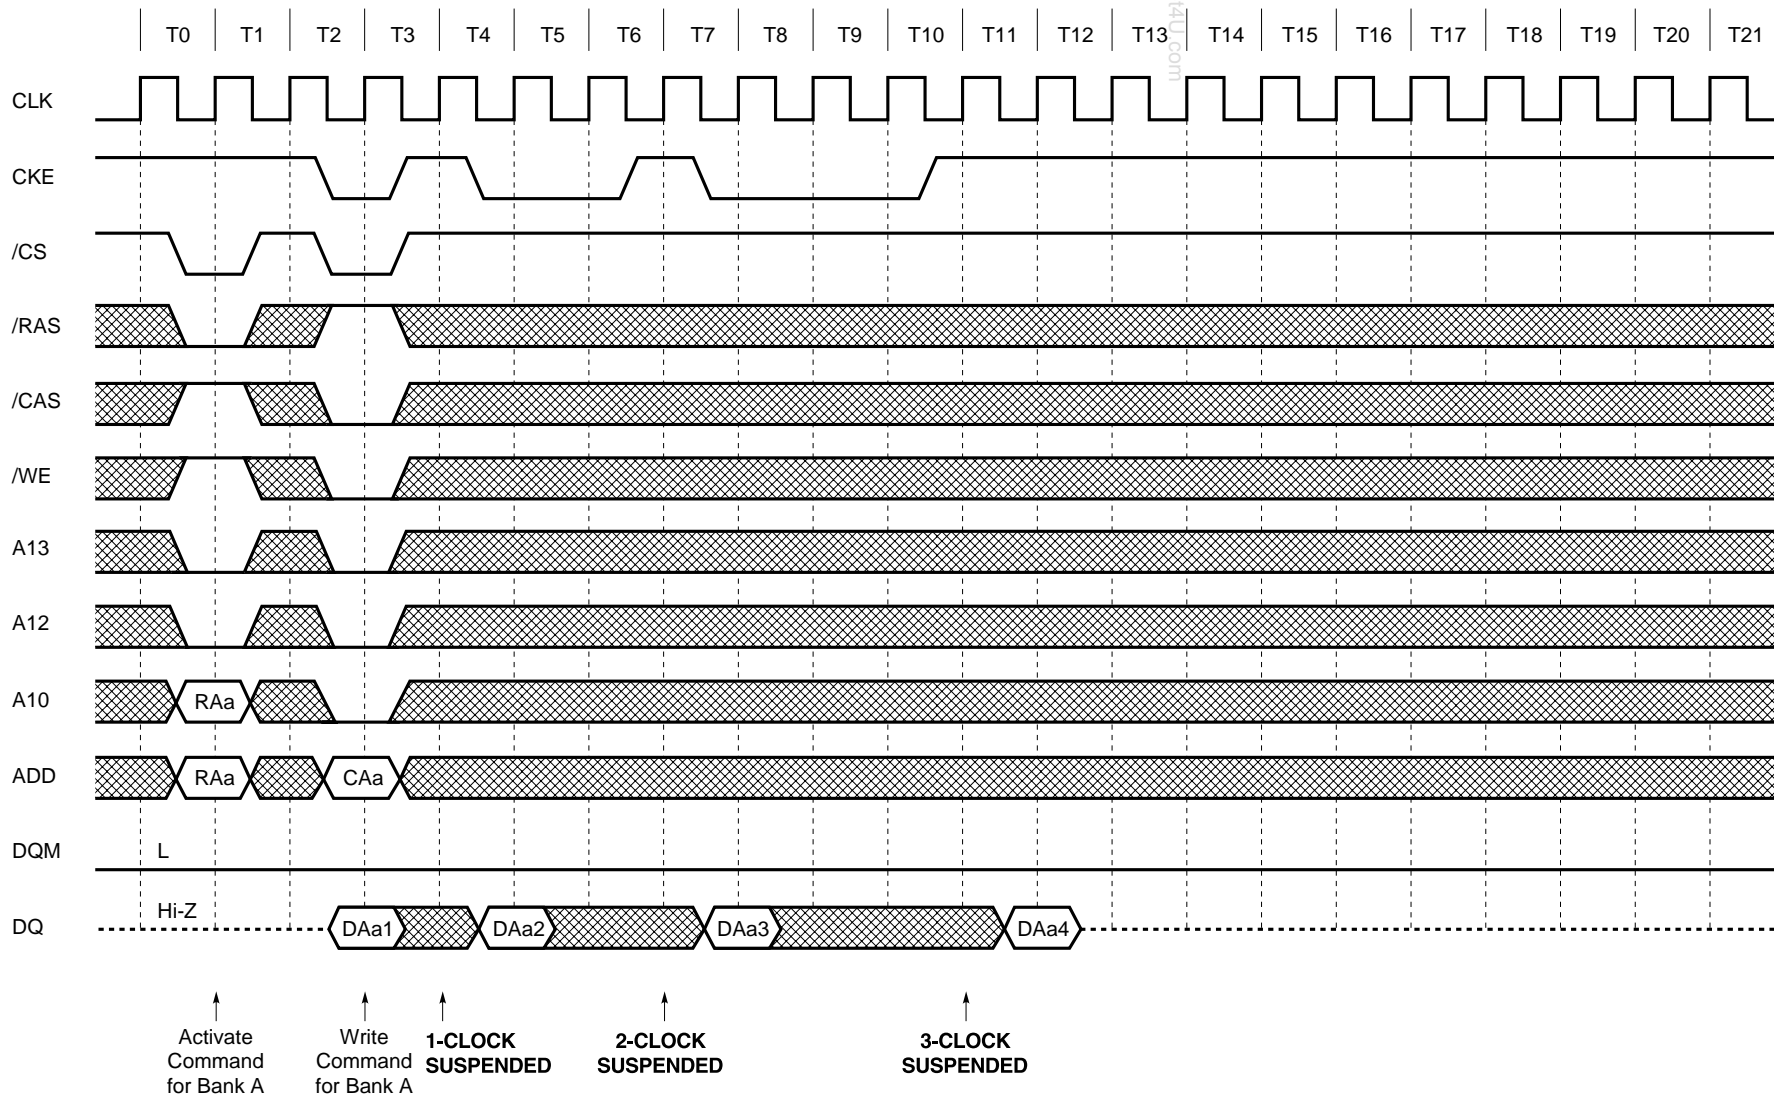 T0 T1 T2 T3 T4 T5 T6 T7 T8 T9 T10 T11 T12 T13 T14 T15 T16 T17 T18 T19 T20 T21
t4U.com
CLK
CKE
/CS
/RAS
/CAS
/WE
A13
A12
A10 RAa
ADD RAa CAa
DQM L
DQ Hi-Z DAa1 DAa2 DAa3 DAa4
Activate
Command
for Bank A
Write
Command
for Bank A
1-CLOCK
SUSPENDED
2-CLOCK
SUSPENDED
3-CLOCK
SUSPENDED